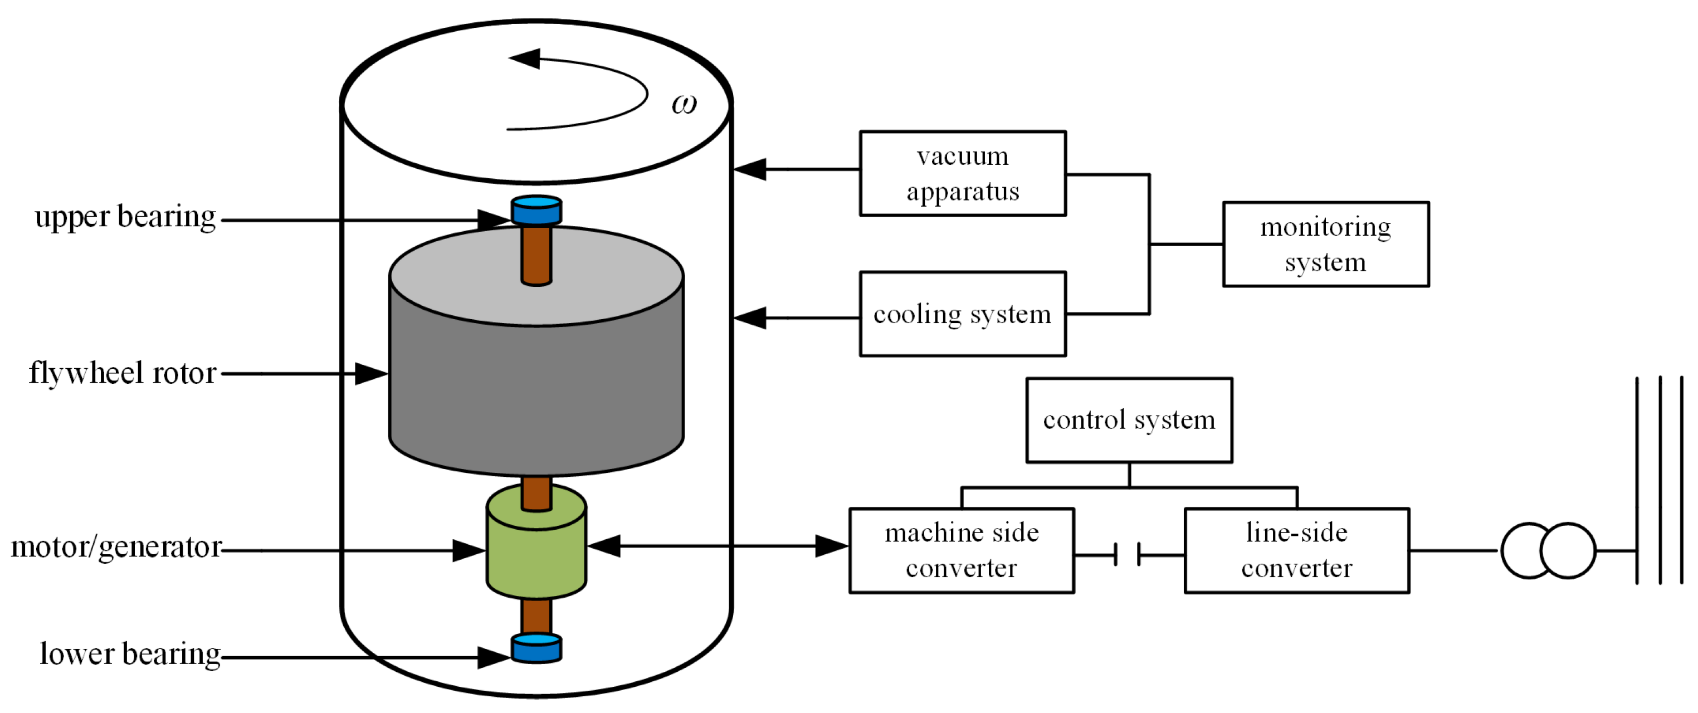 ω
vacuum
apparatus
upper bearing
monitoring
system
cooling system
flywheel rotor
control system
motor/generator
machine side
converter
line-side
converter
lower bearing